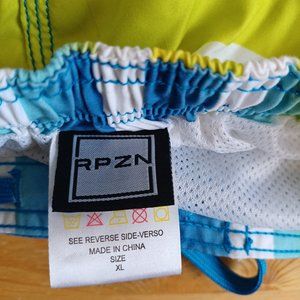 RPZN
SEE REVERSE SIDE-VERSO
MADE IN CHINA
SIZE
XL